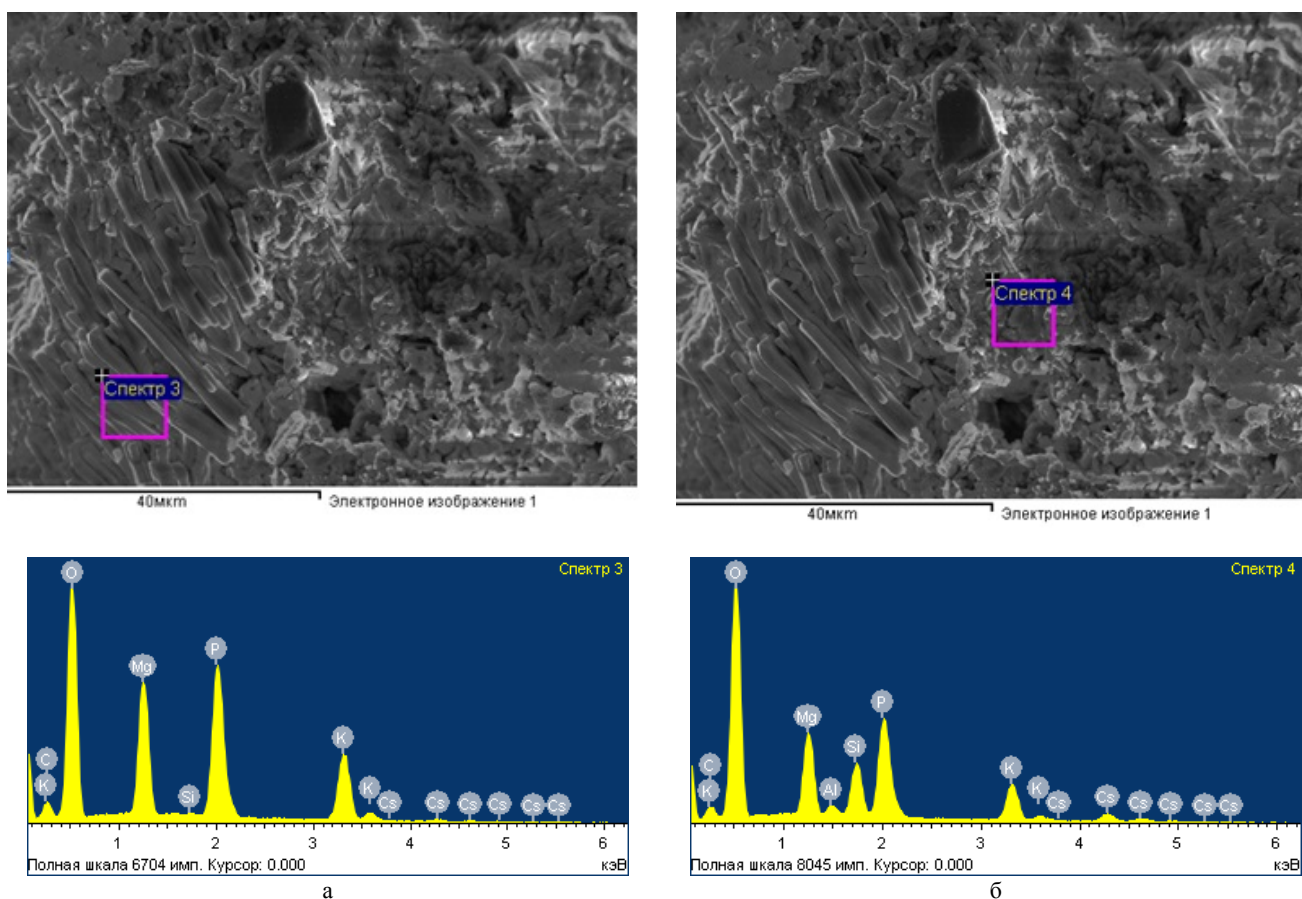 Спектр 3
40мкm Электронное изображение 1
Спектр 4
40мкm Электронное изображение 1
Спектр 3
O
P
Mg
K
C
K
Si
K
Cs
Cs
Cs
Cs
Cs
Cs
1 2 3 4 5 6
Полная шкала 6704 имп. Курсор: 0.000 кэВ
а
Спектр 4
O
P
Mg
Si
K
C
K
Al
K
Cs
Cs
Cs
Cs
Cs
Cs
1 2 3 4 5 6
Полная шкала 8045 имп. Курсор: 0.000 кэВ
б